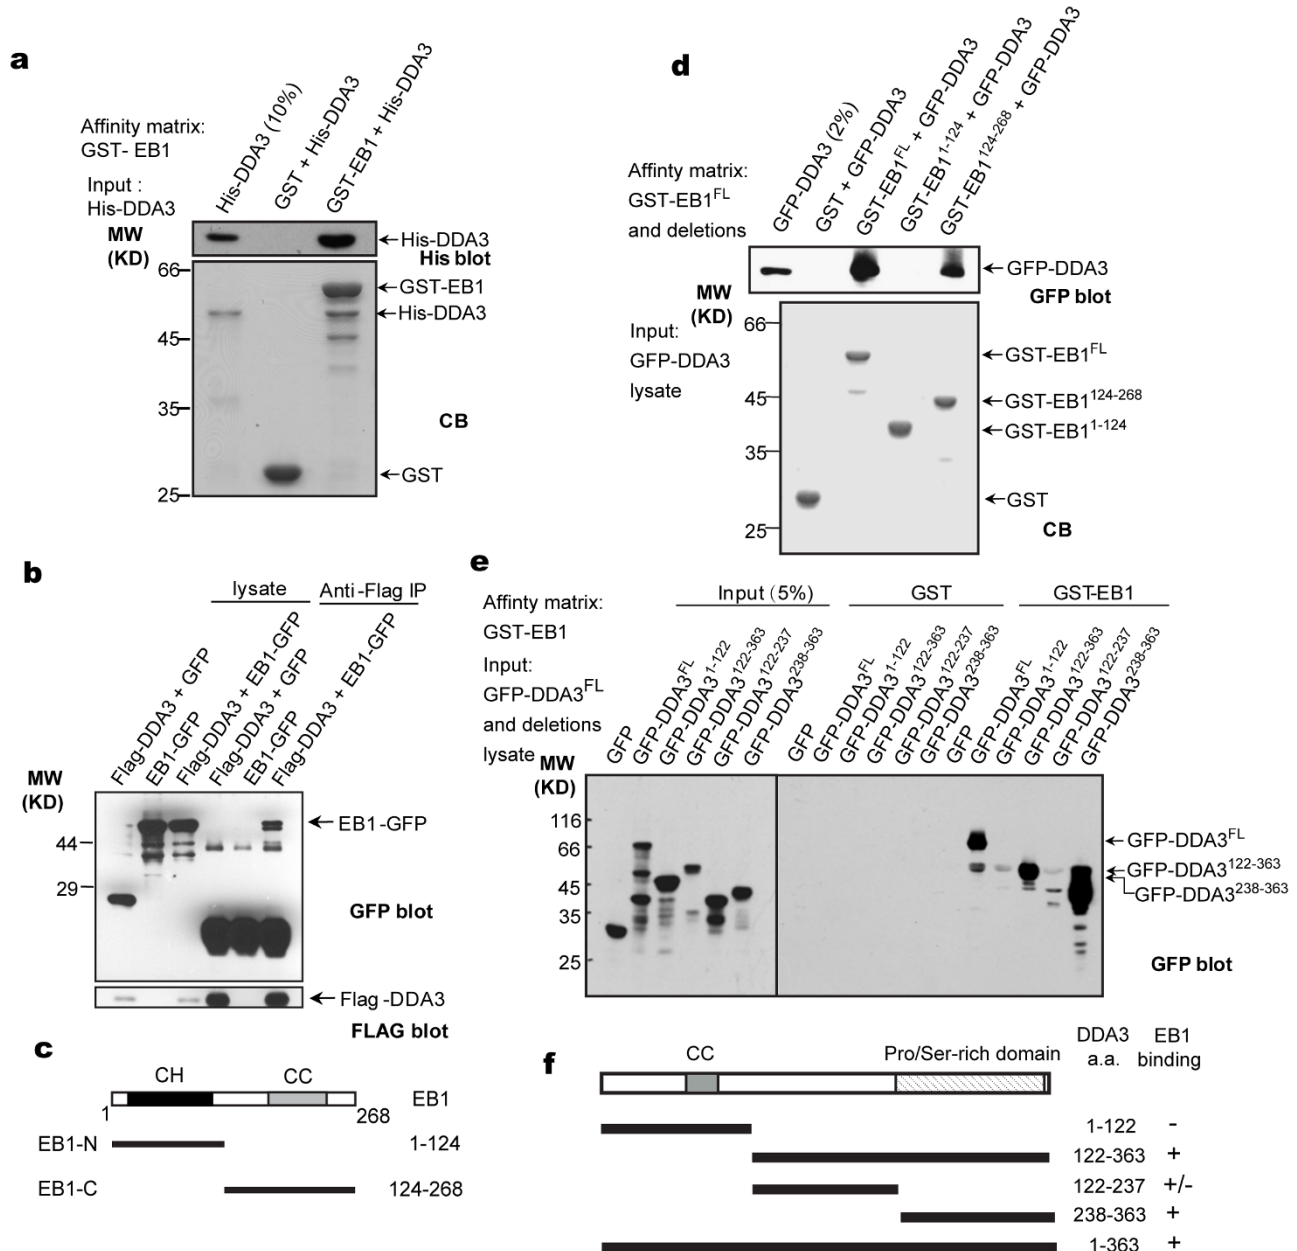 a
Affinity matrix:
GST- EB1
Input :
His-DDA3
His-DDA3 (10%)
GST + His-DDA3
GST-EB1 + His-DDA3
MW
(KD)
His-DDA3
His blot
66
45
35
25
GST-EB1
His-DDA3
CB
GST
d
Affinty matrix:
GST-EB1FL
and deletions
GFP-DDA3 (2%)
GST + GFP-DDA3
GST-EB1FL + GFP-DDA3
GST-EB11-124 + GFP-DDA3
GST-EB1124-268 + GFP-DDA3
GFP-DDA3
GFP blot
MW
(KD)
Input:
GFP-DDA3
lysate
66
45
35
25
GST-EB1FL
GST-EB1124-268
GST-EB11-124
GST
CB
b
lysate
Anti-Flag IP
Flag-DDA3 + GFP
EB1-GFP
Flag-DDA3 + EB1-GFP
Flag-DDA3 + GFP
EB1-GFP
Flag-DDA3 + EB1-GFP
MW
(KD)
44
29
EB1-GFP
GFP blot
Flag-DDA3
FLAG blot
e
Affinty matrix:
GST-EB1
Input:
GFP-DDA3FL
and deletions
lysate
Input (5%)
GST
GST-EB1
GFP
GFP-DDA3FL
GFP-DDA31-122
GFP-DDA3122-363
GFP-DDA3122-237
GFP-DDA3238-363
GFP
GFP-DDA3FL
GFP-DDA31-122
GFP-DDA3122-363
GFP-DDA3122-237
GFP-DDA3238-363
GFP
GFP-DDA3FL
GFP-DDA31-122
GFP-DDA3122-363
GFP-DDA3122-237
GFP-DDA3238-363
MW
(KD)
116
66
45
35
25
GFP-DDA3FL
GFP-DDA3122-363
GFP-DDA3238-363
GFP blot
c
CH
CC
EB1
1
268
EB1-N
1-124
EB1-C
124-268
f
CC
Pro/Ser-rich domain
DDA3
a.a.
EB1
binding
1-122 -
122-363 +
122-237 +/-
238-363 +
1-363 +